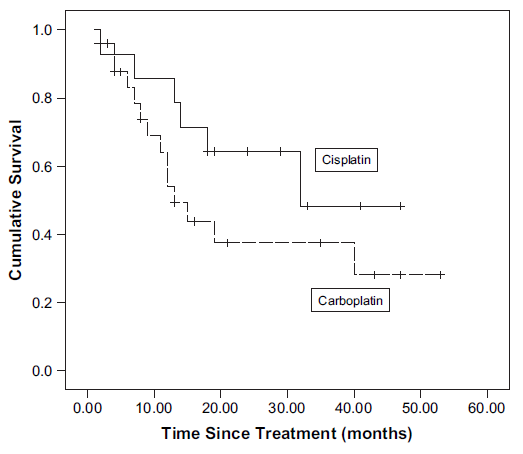 1.0
0.8
0.6
0.4
0.2
0.0
Cumulative Survival
Cisplatin
Carboplatin
0.00 10.00 20.00 30.00 40.00 50.00 60.00
Time Since Treatment (months)